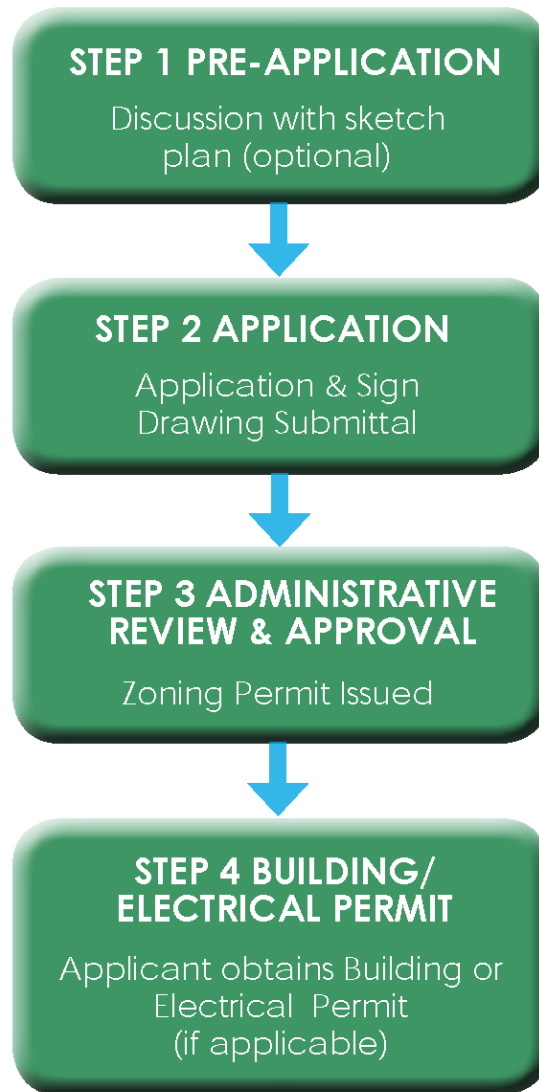 STEP 1 PRE-APPLICATION
Discussion with sketch
plan (optional)
STEP 2 APPLICATION
Application & Sign
Drawing Submittal
STEP 3 ADMINISTRATIVE
REVIEW & APPROVAL
Zoning Permit Issued
STEP 4 BUILDING/
ELECTRICAL PERMIT
Applicant obtains Building or
Electrical Permit
(if applicable)